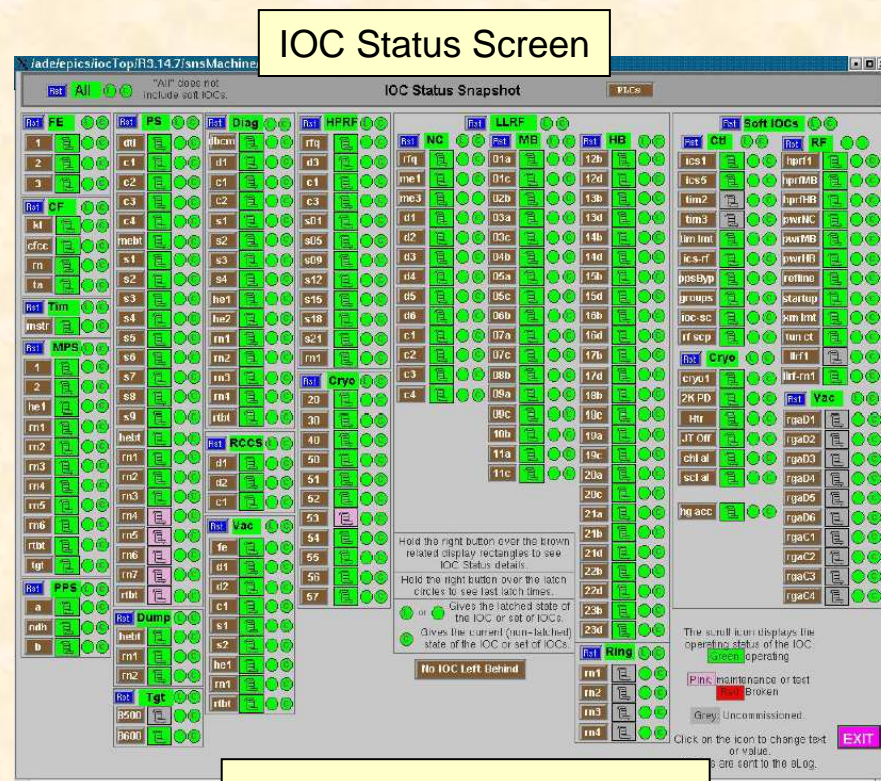 IOC Status Screen
/ade/epics/iocTop/R3.14.7/snsMachine/
Rst All L C "All" does not include soft IOCs.
IOC Status Snapshot
PLCs
Rst FE L C
1
2
3
Rst CF
kl
cfcc
rn
ta
Rst Tim
mstr
Rst MPS
1
2
he1
rn1
rn2
rn3
rn4
rn5
rn6
rtbt
tgt
Rst PPS
a
ndh
b
Rst PS
dtl
c1
c2
c3
c4
mebt
s1
s2
s3
s4
s5
s6
s7
s8
s9
hebt
rn1
rn2
rn3
rn4
rn5
rn6
rn7
rtbt
Rst Dump
hebt
rn1
rn2
Rst Tgt
B500
B600
Rst Diag
dbcm
d1
c1
c2
s1
s2
s3
s4
he1
he2
rn1
rn2
rn3
rn4
rtbt
Rst RCCS
d1
d2
c1
Rst Vac
fe
d1
d2
c1
s1
s2
he1
rn1
rtbt
Rst HPRF
rfq
d3
c1
c3
s01
s05
s09
s12
s15
s18
s21
rn1
Rst Cryo
20
30
40
50
51
52
53
54
55
56
57
Rst LLRF L C
Rst NC
rfq
me1
me3
d1
d2
d3
d4
d5
d6
c1
c2
c3
c4
Rst MB
01a
01c
02b
03a
03c
04b
05a
05c
06b
07a
07c
08b
09a
09c
10b
11a
11c
Rst HB
12b
12d
13b
13d
14b
14d
15b
15d
16b
16d
17b
17d
18b
18c
19a
19c
20a
20c
21a
21b
21d
22b
22d
23b
23d
Rst Ring
rn1
rn2
rn3
rn4
Hold the right button over the brown
related display rectangles to see
IOC Status details.
Hold the right button over the latch
circles to see last latch times.
L or L Gives the latched state of
the IOC or set of IOCs.
C Gives the current (non-latched)
state of the IOC or set of IOCs.
No IOC Left Behind
Rst Soft IOCs L C
Rst Ctl
ics1
ics5
tim2
tim3
tim lmt
ics-rf
ppsByp
groups
ioc-sc
rf scp
Rst Cryo
cryo1
2K PD
Htr
JT Off
chl al
scl al
hg acc
Rst RF
hprf1
hprfMB
hprfHB
pwrNC
pwrMB
pwrHB
refline
startup
xm lmt
tun ct
llrf1
llrf-rn1
Rst Vac
rgaD1
rgaD2
rgaD3
rgaD4
rgaD5
rgaD6
rgaC1
rgaC2
rgaC3
rgaC4
The scroll icon displays the
operating status of the IOC
Green: operating
Pink: maintenance or test
Red: Broken
Grey: Uncommissioned.
Click on the icon to change text
or value.
s are sent to the eLog.
EXIT